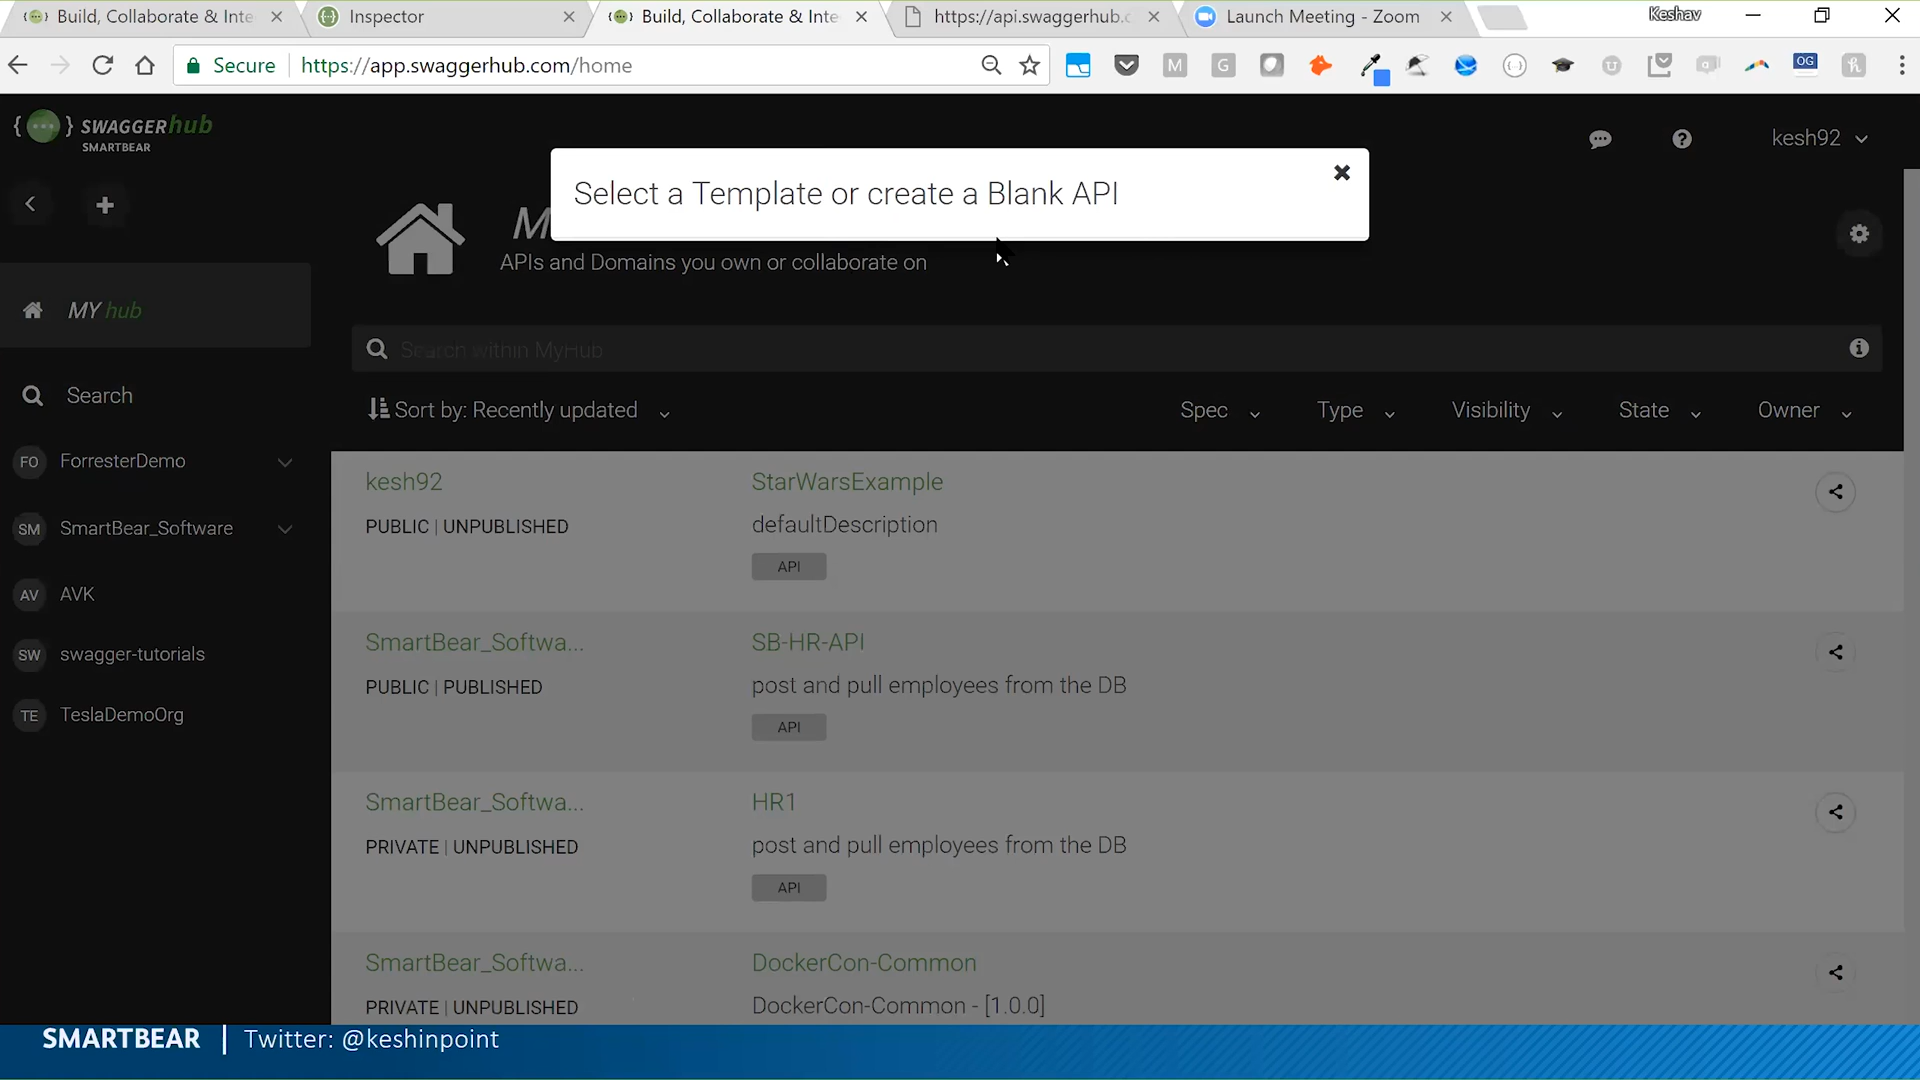 Build, Collaborate & Inte
Inspector
Build, Collaborate & Inte
https://api.swaggerhub.c
Launch Meeting - Zoom
Keshav
Secure
https://app.swaggerhub.com/home
M
G
OG
SWAGGERhub
SMARTBEAR
kesh92
Select a Template or create a Blank API
M
APIs and Domains you own or collaborate on
MY hub
Search within MyHub
Search
Sort by: Recently updated
Spec
Type
Visibility
State
Owner
FO ForresterDemo
SM SmartBear_Software
AV AVK
SW swagger-tutorials
TE TeslaDemoOrg
kesh92
StarWarsExample
PUBLIC | UNPUBLISHED
defaultDescription
API
SmartBear_Softwa...
SB-HR-API
PUBLIC | PUBLISHED
post and pull employees from the DB
API
SmartBear_Softwa...
HR1
PRIVATE | UNPUBLISHED
post and pull employees from the DB
API
SmartBear_Softwa...
DockerCon-Common
PRIVATE | UNPUBLISHED
DockerCon-Common - [1.0.0]
SMARTBEAR | Twitter: @keshinpoint